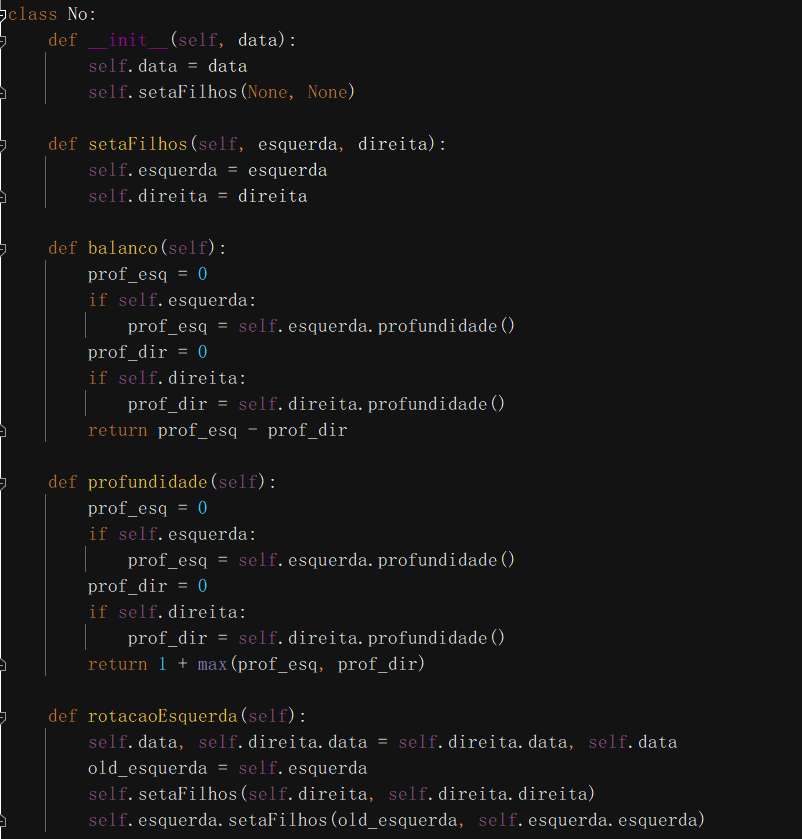 class No:
    def __init__(self, data):
        self.data = data
        self.setaFilhos(None, None)

    def setaFilhos(self, esquerda, direita):
        self.esquerda = esquerda
        self.direita = direita

    def balanco(self):
        prof_esq = 0
        if self.esquerda:
            prof_esq = self.esquerda.profundidade()
        prof_dir = 0
        if self.direita:
            prof_dir = self.direita.profundidade()
        return prof_esq - prof_dir

    def profundidade(self):
        prof_esq = 0
        if self.esquerda:
            prof_esq = self.esquerda.profundidade()
        prof_dir = 0
        if self.direita:
            prof_dir = self.direita.profundidade()
        return 1 + max(prof_esq, prof_dir)

    def rotacaoEsquerda(self):
        self.data, self.direita.data = self.direita.data, self.data
        old_esquerda = self.esquerda
        self.setaFilhos(self.direita, self.direita.direita)
        self.esquerda.setaFilhos(old_esquerda, self.esquerda.esquerda)